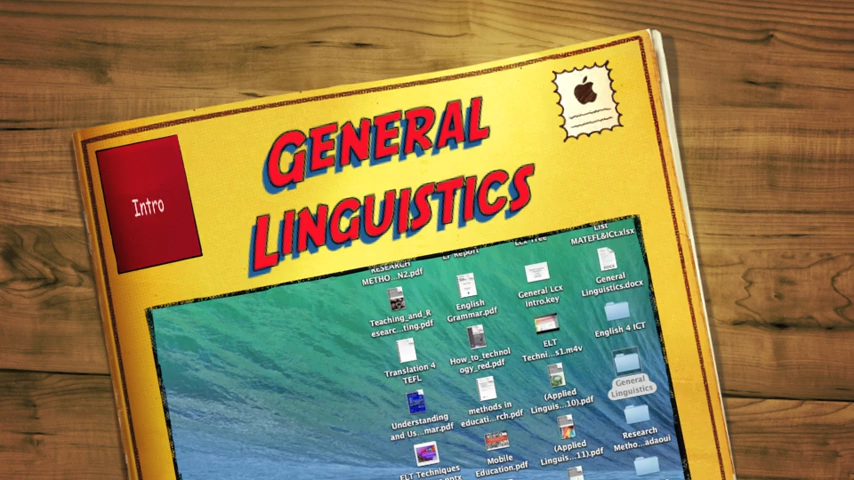 General
Linguistics
Intro
List
MATEFL&ICt.xlsx
Lcx Tree
EF Report
RESEARCH
METHO...N2.pdf
General
Linguistics.docx
General Lcx
Intro.key
English
Grammar.pdf
Teaching_and_R
esearc...ting.pdf
English 4 ICT
ELT
Techni...s1.m4v
How_to_technol
ogy_red.pdf
Translation 4
TEFL
General
Linguistics
(Applied
Linguis...10).pdf
methods in
educati...rch.pdf
Understanding
and Us...mar.pdf
Research
Metho...adaoui
(Applied
Linguis...11).pdf
Mobile
Education.pdf
ELT Techniques